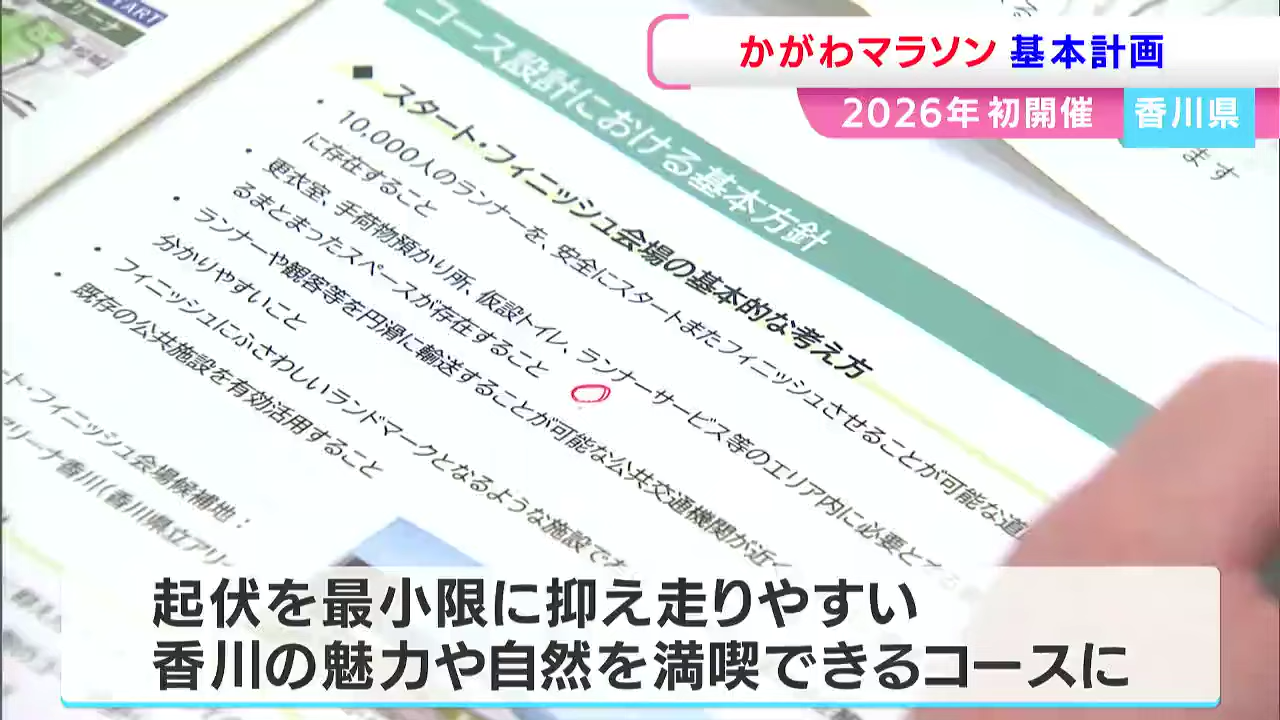 かがわマラソン 基本計画
2026年 初開催 香川県
コース設計における基本方針
■ スタート・フィニッシュ会場の基本的な考え方
・ 10,000人のランナーを、安全にスタートまたフィニッシュさせることが可能な道
に存在すること
・ 更衣室、手荷物預かり所、仮設トイレ、ランナーサービス等のエリア内に必要と
るまとまったスペースが存在すること
・ ランナーや観客等を円滑に輸送することが可能な公共交通機関が近く
分かりやすいこと
・ フィニッシュにふさわしいランドマークとなるような施設で
・ 既存の公共施設を有効活用すること
ート・フィニッシュ会場候補地：
アリーナ香川(香川県立アリー
ます
START
アリーナ
起伏を最小限に抑え走りやすい
香川の魅力や自然を満喫できるコースに